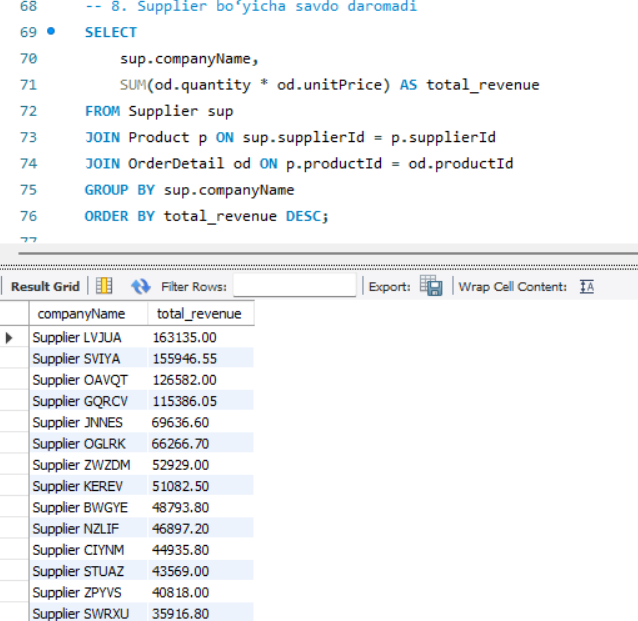 68 -- 8. Supplier bo‘yicha savdo daromadi
69 SELECT
70 sup.companyName,
71 SUM(od.quantity * od.unitPrice) AS total_revenue
72 FROM Supplier sup
73 JOIN Product p ON sup.supplierId = p.supplierId
74 JOIN OrderDetail od ON p.productId = od.productId
75 GROUP BY sup.companyName
76 ORDER BY total_revenue DESC;
77
Result Grid Filter Rows: Export: Wrap Cell Content:
companyName total_revenue
Supplier LVJUA 163135.00
Supplier SVIYA 155946.55
Supplier OAVQT 126582.00
Supplier GQRCV 115386.05
Supplier JNNES 69636.60
Supplier OGLRK 66266.70
Supplier ZWZDM 52929.00
Supplier KEREV 51082.50
Supplier BWGYE 48793.80
Supplier NZLIF 46897.20
Supplier CIYNM 44935.80
Supplier STUAZ 43569.00
Supplier ZPYVS 40818.00
Supplier SWRXU 35916.80